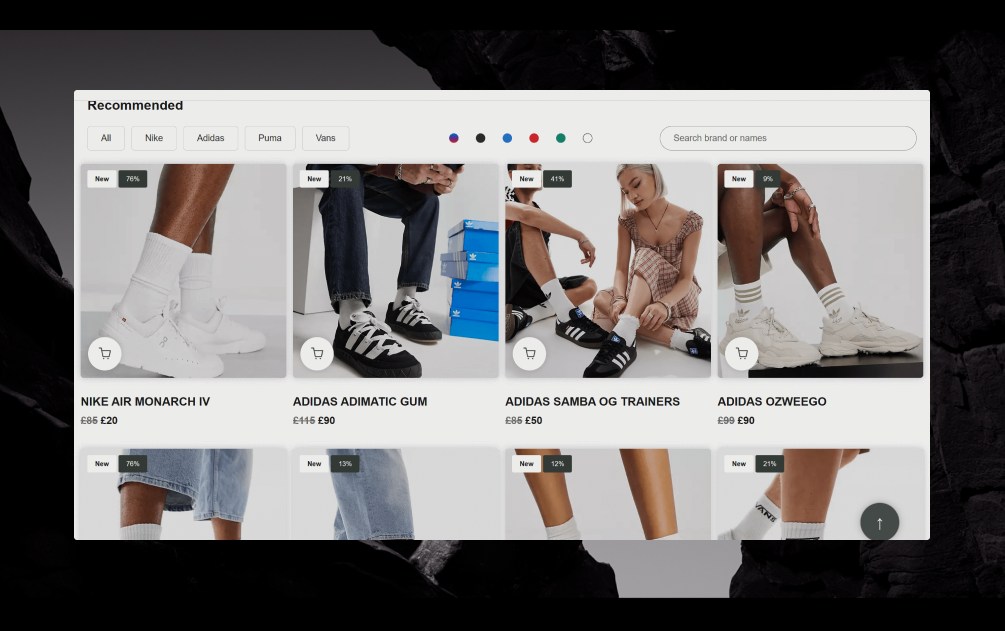 Recommended
All Nike Adidas Puma Vans Search brand or names
New 76% New 21% New 41% New 9%
NIKE AIR MONARCH IV ADIDAS ADIMATIC GUM ADIDAS SAMBA OG TRAINERS ADIDAS OZWEEGO
£85 £20 £115 £90 £85 £50 £99 £90
New 76% New 13% New 12% New 21%
VANS
↑